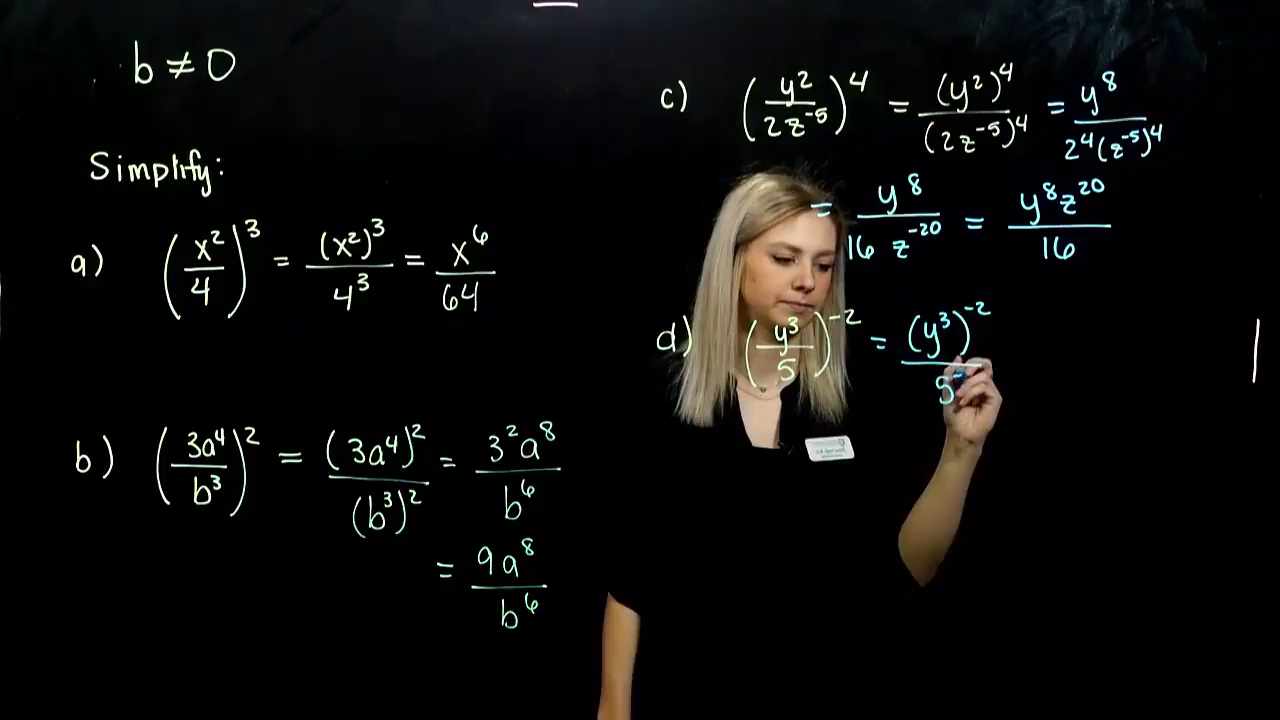 b ≠ 0
Simplify:
a) (x²/4)³ = (x²)³/4³ = x⁶/64
b) (3a⁴/b³)² = (3a⁴)²/(b³)² = 3²a⁸/b⁶
= 9a⁸/b⁶
c) (y²/2z⁻⁵)⁴ = (y²)⁴/(2z⁻⁵)⁴ = y⁸/2⁴(z⁻⁵)⁴
= y⁸/16 z⁻²⁰ = y⁸z²⁰/16
d) (y³/5)⁻² = (y³)⁻²/5⁻